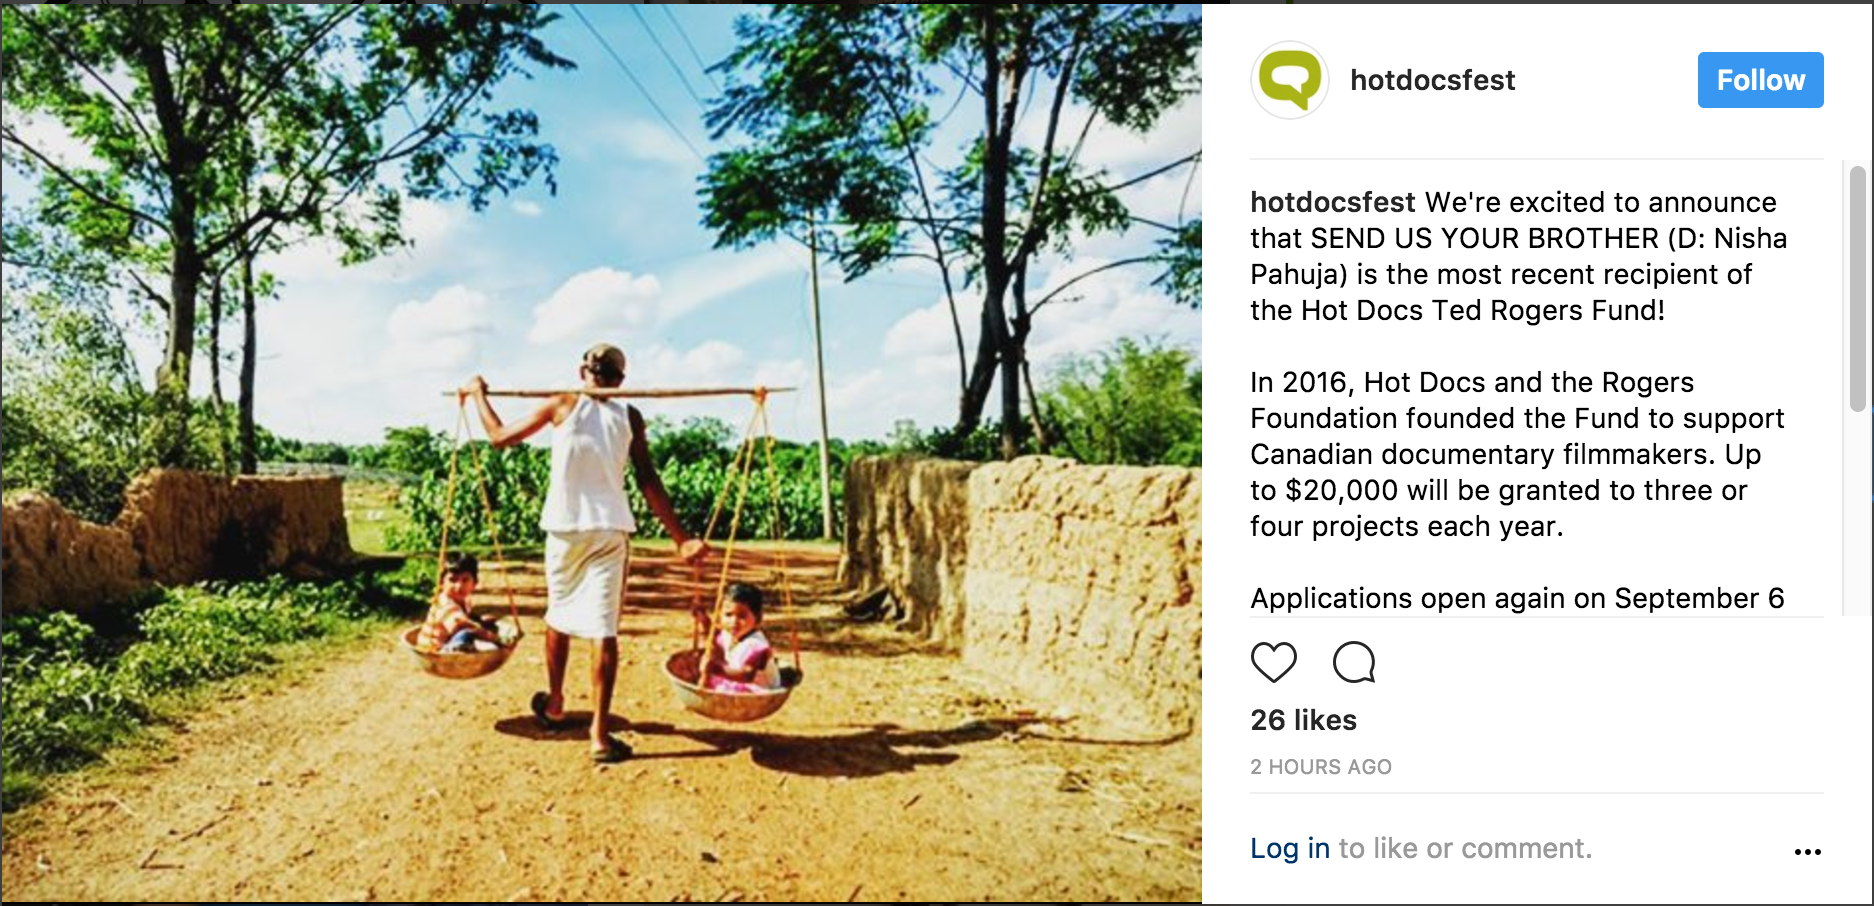 hotdocsfest
Follow
hotdocsfest We're excited to announce
that SEND US YOUR BROTHER (D: Nisha
Pahuja) is the most recent recipient of
the Hot Docs Ted Rogers Fund!
In 2016, Hot Docs and the Rogers
Foundation founded the Fund to support
Canadian documentary filmmakers. Up
to $20,000 will be granted to three or
four projects each year.
Applications open again on September 6
26 likes
2 HOURS AGO
Log in to like or comment.